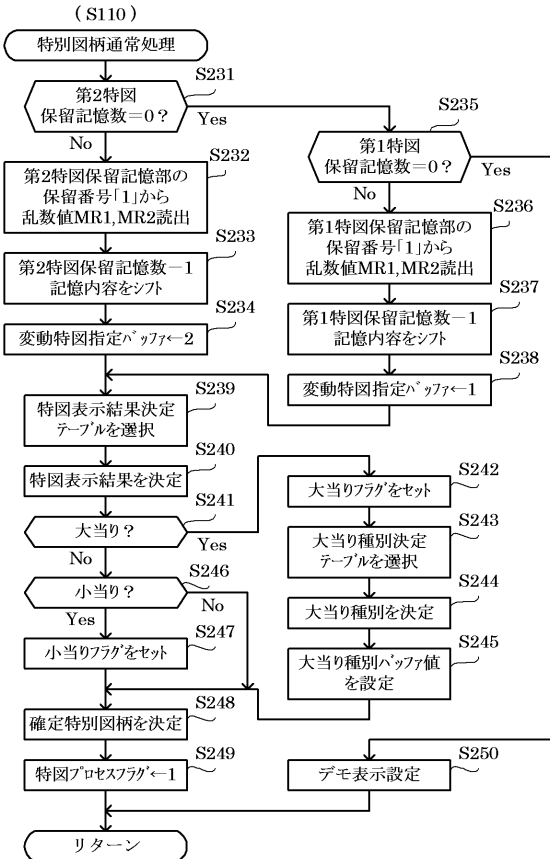 (S110)
特別図柄通常処理
S231
第2特図
保留記憶数=0?
Yes
No
S235
第1特図
保留記憶数=0?
Yes
No
S232
第2特図保留記憶部の
保留番号「1」から
乱数値MR1,MR2読出
S236
第1特図保留記憶部の
保留番号「1」から
乱数値MR1,MR2読出
S233
第2特図保留記憶数−1
記憶内容をシフト
S237
第1特図保留記憶数−1
記憶内容をシフト
S234
変動特図指定バッファ←2
S238
変動特図指定バッファ←1
S239
特図表示結果決定
テーブルを選択
S240
特図表示結果を決定
S241
大当り?
Yes
No
S242
大当りフラグをセット
S243
大当り種別決定
テーブルを選択
S244
大当り種別を決定
S245
大当り種別バッファ値
を設定
S246
小当り?
No
Yes
S247
小当りフラグをセット
S248
確定特別図柄を決定
S249
特図プロセスフラグ←1
S250
デモ表示設定
リターン